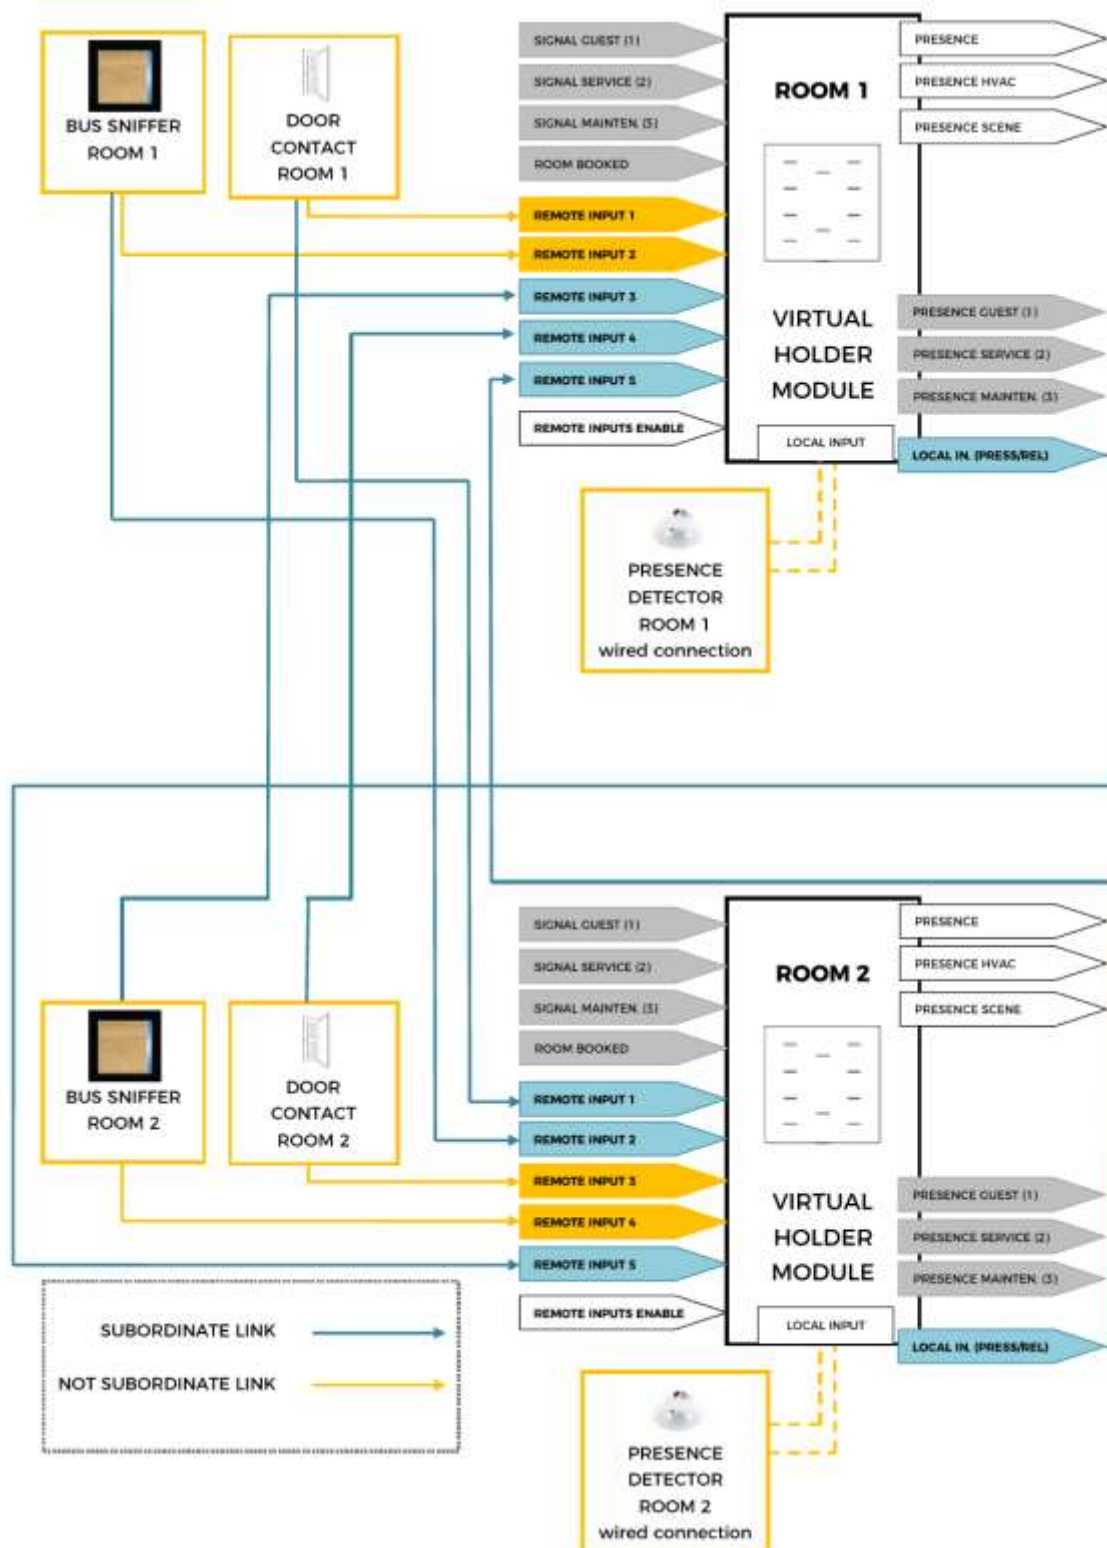 BUS SNIFFER
ROOM 1
DOOR
CONTACT
ROOM 1
SIGNAL GUEST (1)
SIGNAL SERVICE (2)
SIGNAL MAINTEN. (3)
ROOM BOOKED
REMOTE INPUT 1
REMOTE INPUT 2
REMOTE INPUT 3
REMOTE INPUT 4
REMOTE INPUT 5
REMOTE INPUTS ENABLE
ROOM 1
VIRTUAL
HOLDER
MODULE
LOCAL INPUT
PRESENCE
PRESENCE HVAC
PRESENCE SCENE
PRESENCE GUEST (1)
PRESENCE SERVICE (2)
PRESENCE MAINTEN. (3)
LOCAL IN. (PRESS/REL)
PRESENCE
DETECTOR
ROOM 1
wired connection
BUS SNIFFER
ROOM 2
DOOR
CONTACT
ROOM 2
SIGNAL GUEST (1)
SIGNAL SERVICE (2)
SIGNAL MAINTEN. (3)
ROOM BOOKED
REMOTE INPUT 1
REMOTE INPUT 2
REMOTE INPUT 3
REMOTE INPUT 4
REMOTE INPUT 5
REMOTE INPUTS ENABLE
ROOM 2
VIRTUAL
HOLDER
MODULE
LOCAL INPUT
PRESENCE
PRESENCE HVAC
PRESENCE SCENE
PRESENCE GUEST (1)
PRESENCE SERVICE (2)
PRESENCE MAINTEN. (3)
LOCAL IN. (PRESS/REL)
SUBORDINATE LINK
NOT SUBORDINATE LINK
PRESENCE
DETECTOR
ROOM 2
wired connection